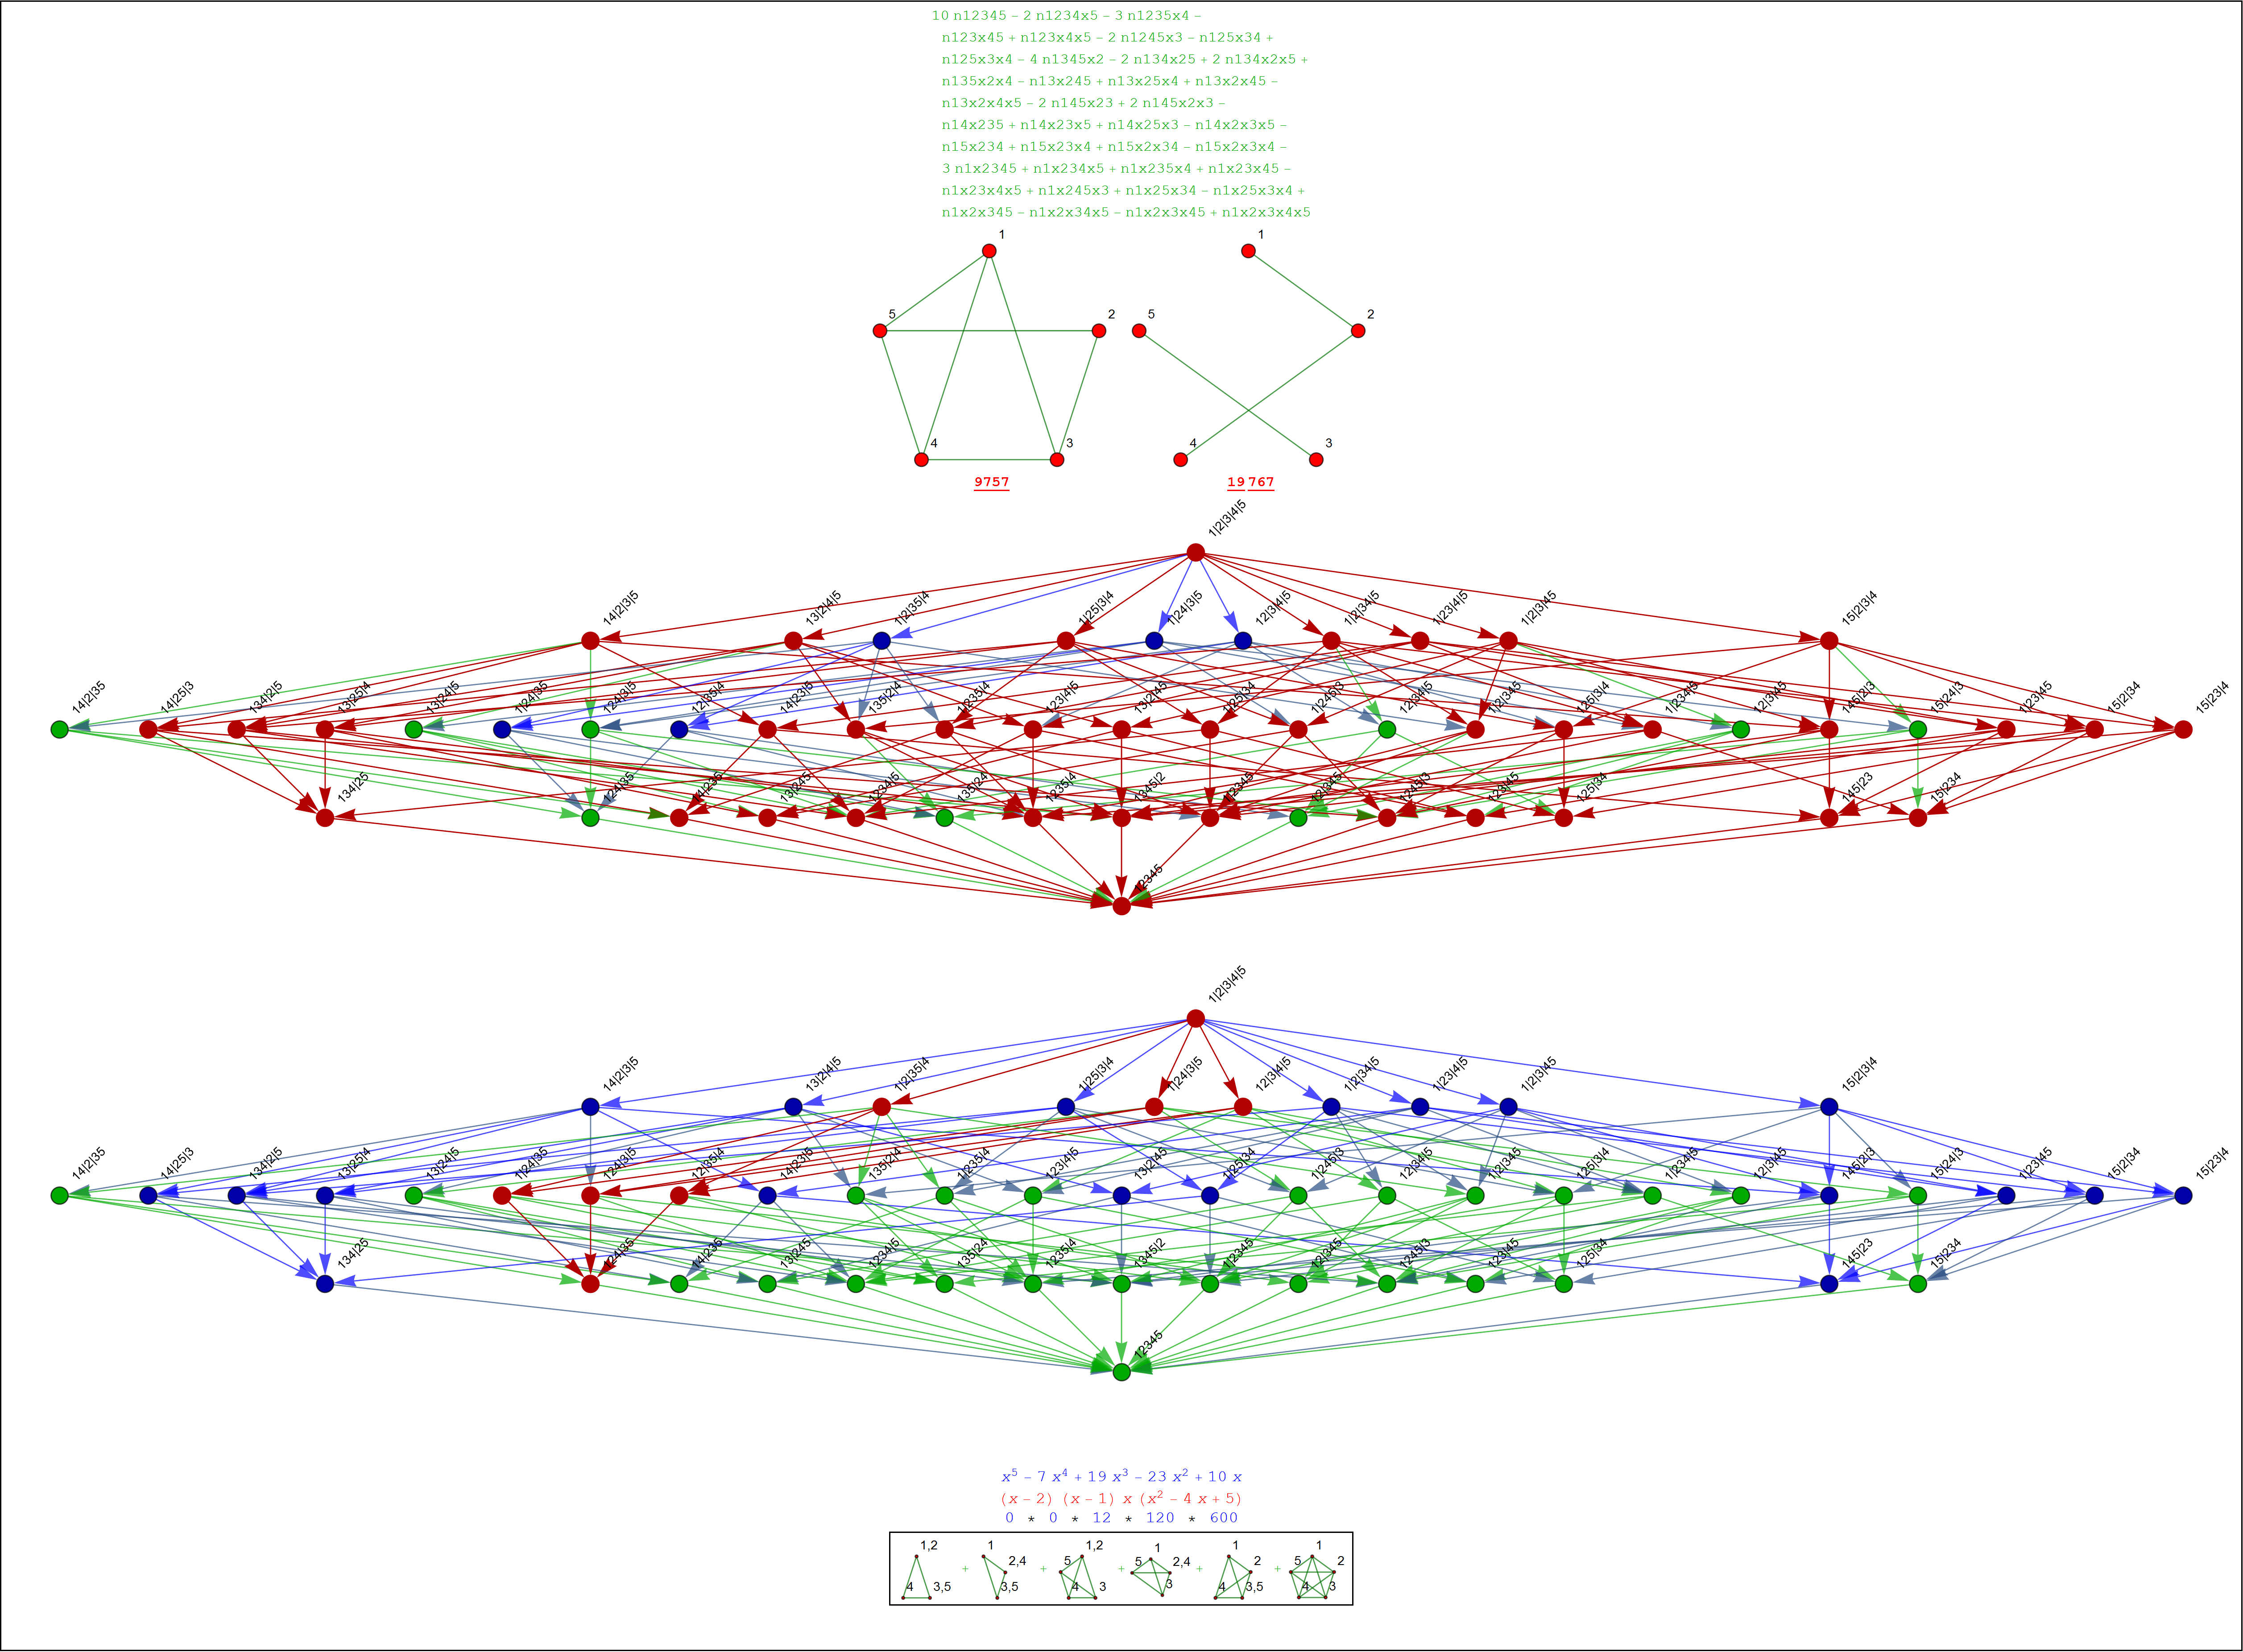 10 n12345 – 2 n1234x5 – 3 n1235x4 –
n123x45 + n123x4x5 – 2 n1245x3 – n125x34 +
n125x3x4 – 4 n1345x2 – 2 n134x25 + 2 n134x2x5 +
n135x2x4 – n13x245 + n13x25x4 + n13x2x45 –
n13x2x4x5 – 2 n145x23 + 2 n145x2x3 –
n14x235 + n14x23x5 + n14x25x3 – n14x2x3x5 –
n15x234 + n15x23x4 + n15x2x34 – n15x2x3x4 –
3 n1x2345 + n1x234x5 + n1x235x4 + n1x23x45 –
n1x23x4x5 + n1x245x3 + n1x25x34 – n1x25x3x4 +
n1x2x345 – n1x2x34x5 – n1x2x3x45 + n1x2x3x4x5
1 1
5 2 5 2
4 3 4 3
9757 19 767
1|2|3|4|5
14|2|3|5 13|2|4|5 1|2|35|4 1|25|3|4 1|24|3|5 12|3|4|5 1|2|34|5 1|23|4|5 1|2|3|45 15|2|3|4
14|2|35 14|25|3 134|2|5 13|25|4 13|24|5 1|24|35 124|3|5 12|35|4 14|23|5 135|2|4 1|235|4 123|4|5 13|2|45 1|25|34 1|245|3 12|34|5 1|2|345 125|3|4 1|234|5 12|3|45 145|2|3 15|24|3 1|23|45 15|2|34 15|23|4
134|25 124|35 14|235 13|245 1234|5 135|24 1235|4 1345|2 1|2345 12|345 1245|3 123|45 125|34 145|23 15|234
12345
1|2|3|4|5
14|2|3|5 13|2|4|5 1|2|35|4 1|25|3|4 1|24|3|5 12|3|4|5 1|2|34|5 1|23|4|5 1|2|3|45 15|2|3|4
14|2|35 14|25|3 134|2|5 13|25|4 13|24|5 1|24|35 124|3|5 12|35|4 14|23|5 135|2|4 1|235|4 123|4|5 13|2|45 1|25|34 1|245|3 12|34|5 1|2|345 125|3|4 1|234|5 12|3|45 145|2|3 15|24|3 1|23|45 15|2|34 15|23|4
134|25 124|35 14|235 13|245 1234|5 135|24 1235|4 1345|2 1|2345 12|345 1245|3 123|45 125|34 145|23 15|234
12345
x⁵ – 7 x⁴ + 19 x³ – 23 x² + 10 x
(x – 2) (x – 1) x (x² – 4 x + 5)
0 * 0 * 12 * 120 * 600
1,2 4 3,5 + 1 2,4 3,5 + 1,2 5 4 3 + 1 5 2,4 3 + 1 2 4 3,5 + 1 5 2 4 3